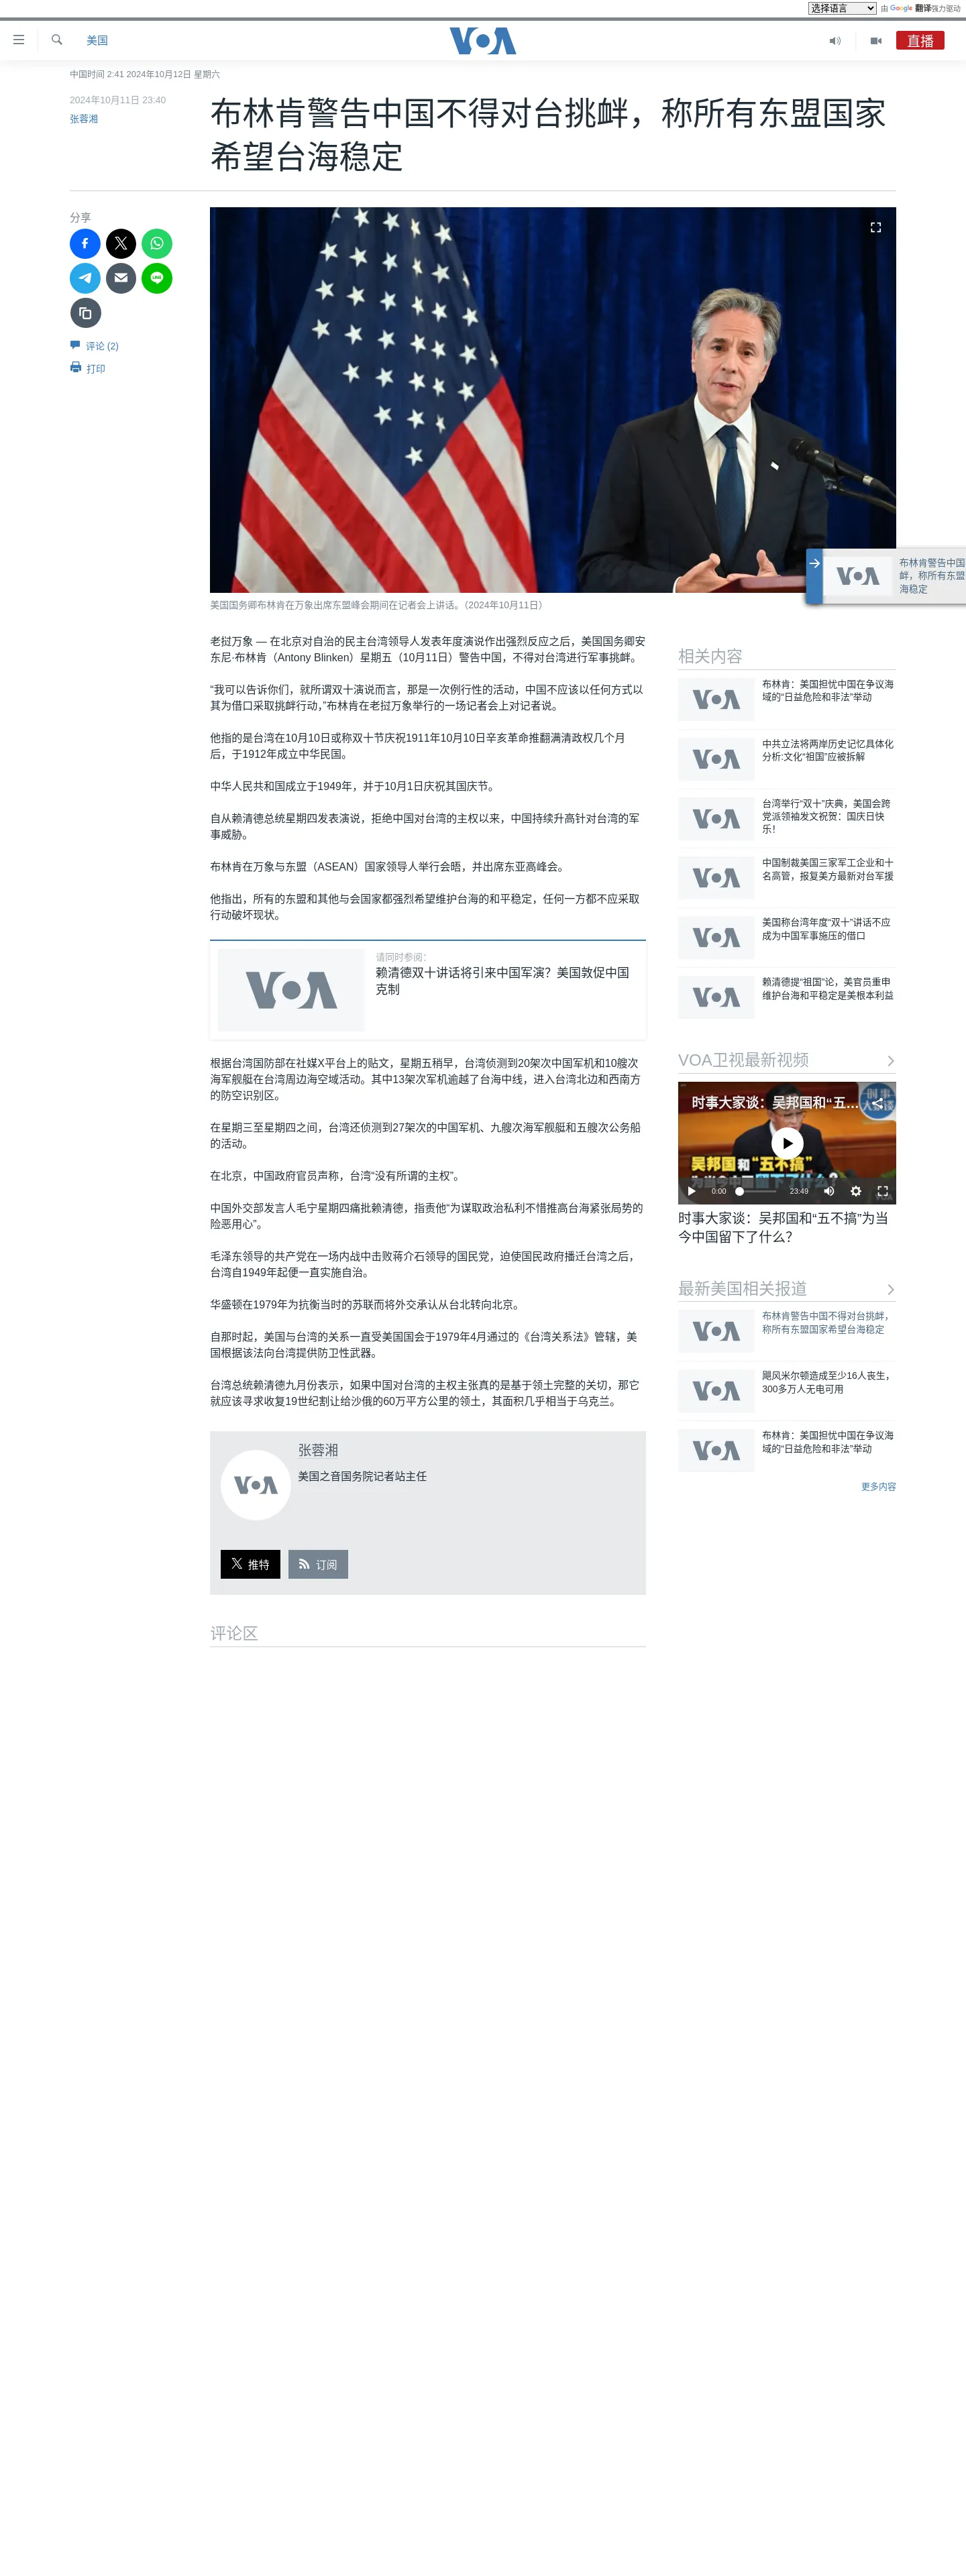 选择语言
由 Google 翻译强力驱动
美国
VOA
直播
中国时间 2:41 2024年10月12日 星期六
2024年10月11日 23:40
张蓉湘
布林肯警告中国不得对台挑衅，称所有东盟国家
希望台海稳定
分享
评论 (2)
打印
布林肯警告中国
衅，称所有东盟
海稳定
美国国务卿布林肯在万象出席东盟峰会期间在记者会上讲话。（2024年10月11日）
老挝万象 — 在北京对自治的民主台湾领导人发表年度演说作出强烈反应之后，美国国务卿安
东尼·布林肯（Antony Blinken）星期五（10月11日）警告中国，不得对台湾进行军事挑衅。
“我可以告诉你们，就所谓双十演说而言，那是一次例行性的活动，中国不应该以任何方式以
其为借口采取挑衅行动，”布林肯在老挝万象举行的一场记者会上对记者说。
他指的是台湾在10月10日或称双十节庆祝1911年10月10日辛亥革命推翻满清政权几个月
后，于1912年成立中华民国。
中华人民共和国成立于1949年，并于10月1日庆祝其国庆节。
自从赖清德总统星期四发表演说，拒绝中国对台湾的主权以来，中国持续升高针对台湾的军
事威胁。
布林肯在万象与东盟（ASEAN）国家领导人举行会晤，并出席东亚高峰会。
他指出，所有的东盟和其他与会国家都强烈希望维护台海的和平稳定，任何一方都不应采取
行动破坏现状。
VOA
请同时参阅：
赖清德双十讲话将引来中国军演？美国敦促中国
克制
根据台湾国防部在社媒X平台上的贴文，星期五稍早，台湾侦测到20架次中国军机和10艘次
海军舰艇在台湾周边海空域活动。其中13架次军机逾越了台海中线，进入台湾北边和西南方
的防空识别区。
在星期三至星期四之间，台湾还侦测到27架次的中国军机、九艘次海军舰艇和五艘次公务船
的活动。
在北京，中国政府官员声称，台湾“没有所谓的主权”。
中国外交部发言人毛宁星期四痛批赖清德，指责他“为谋取政治私利不惜推高台海紧张局势的
险恶用心”。
毛泽东领导的共产党在一场内战中击败蒋介石领导的国民党，迫使国民政府播迁台湾之后，
台湾自1949年起便一直实施自治。
华盛顿在1979年为抗衡当时的苏联而将外交承认从台北转向北京。
自那时起，美国与台湾的关系一直受美国国会于1979年4月通过的《台湾关系法》管辖，美
国根据该法向台湾提供防卫性武器。
台湾总统赖清德九月份表示，如果中国对台湾的主权主张真的是基于领土完整的关切，那它
就应该寻求收复19世纪割让给沙俄的60万平方公里的领土，其面积几乎相当于乌克兰。
VOA
张蓉湘
美国之音国务院记者站主任
推特
订阅
评论区
相关内容
VOA
布林肯：美国担忧中国在争议海
域的“日益危险和非法”举动
VOA
中共立法将两岸历史记忆具体化
分析:文化“祖国”应被拆解
VOA
台湾举行“双十”庆典，美国会跨
党派领袖发文祝贺：国庆日快
乐！
VOA
中国制裁美国三家军工企业和十
名高管，报复美方最新对台军援
VOA
美国称台湾年度“双十”讲话不应
成为中国军事施压的借口
VOA
赖清德提“祖国”论，美官员重申
维护台海和平稳定是美根本利益
VOA卫视最新视频
时事大家谈：吴邦国和“五...
吴邦国和“五不搞”
为当今中国留下了什么？
0:00
23:49
时事大家谈：吴邦国和“五不搞”为当
今中国留下了什么？
最新美国相关报道
VOA
布林肯警告中国不得对台挑衅，
称所有东盟国家希望台海稳定
VOA
飓风米尔顿造成至少16人丧生，
300多万人无电可用
VOA
布林肯：美国担忧中国在争议海
域的“日益危险和非法”举动
更多内容